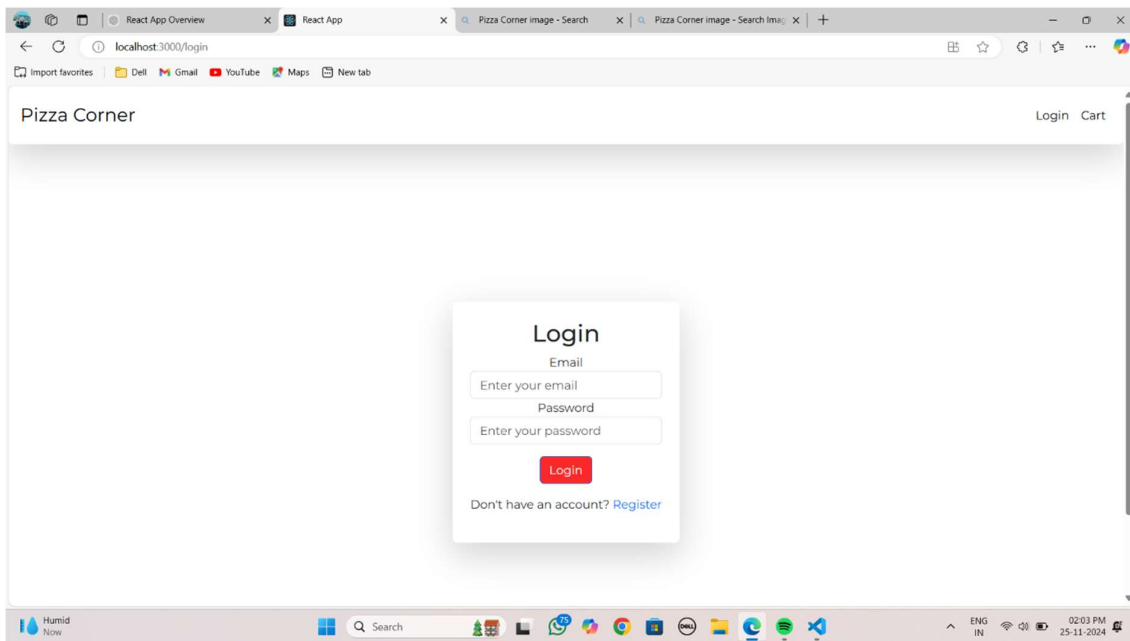 React App Overview
React App
Pizza Corner image - Search
Pizza Corner image - Search Imag
localhost:3000/login
Import favorites
Dell
Gmail
YouTube
Maps
New tab
Pizza Corner
Login
Cart
Login
Email
Enter your email
Password
Enter your password
Login
Don't have an account? Register
Humid
Now
Search
75
DELL
ENG
IN
02:03 PM
25-11-2024